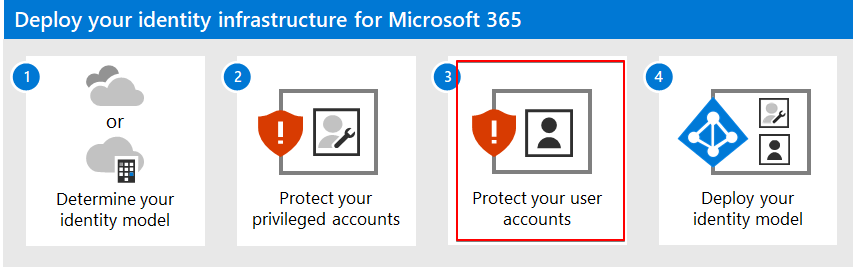 Deploy your identity infrastructure for Microsoft 365
1
or
Determine your
identity model
2
Protect your
privileged accounts
3
Protect your user
accounts
4
Deploy your
identity model